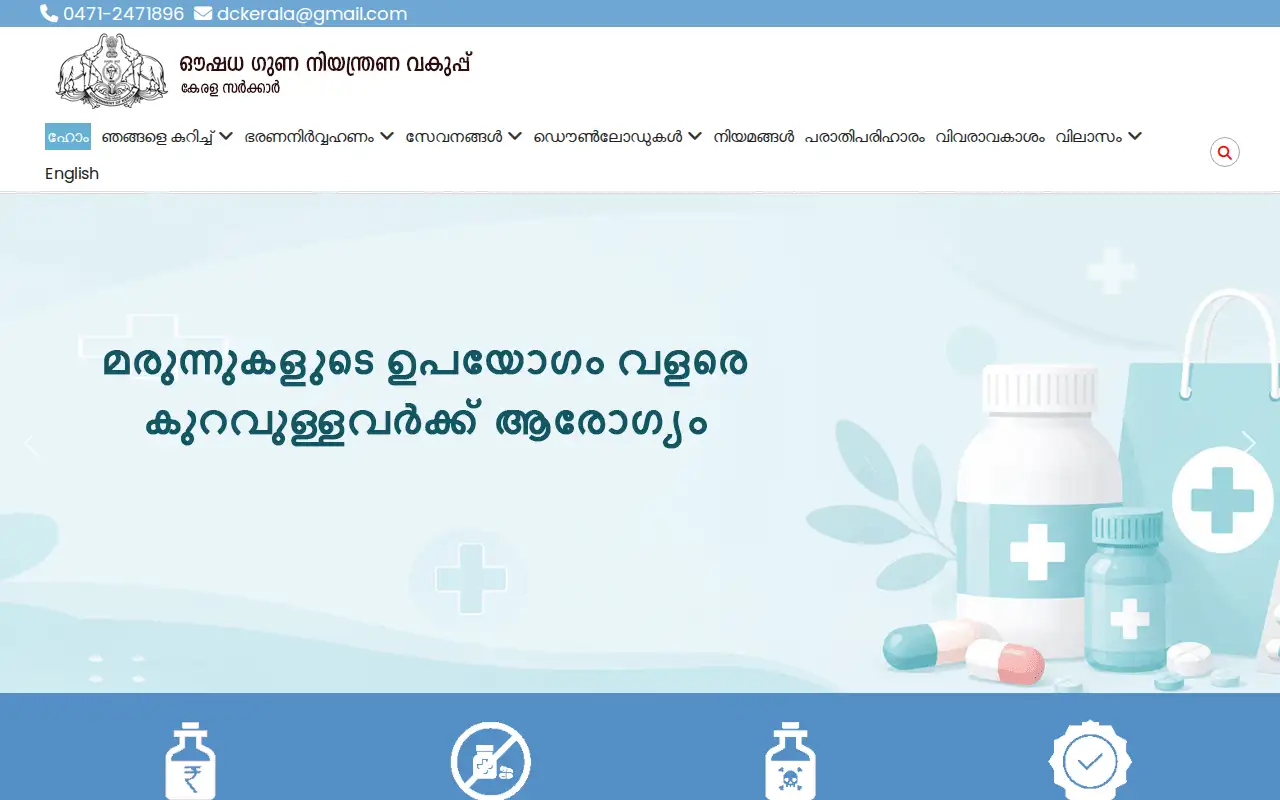 0471-2471896 dckerala@gmail.com
ഔഷധ ഗുണ നിയന്ത്രണ വകുപ്പ്
കേരള സർക്കാർ
ഹോം ഞങ്ങളെ കുറിച്ച് ഭരണനിർവ്വഹണം സേവനങ്ങൾ ഡൌൺലോഡുകൾ നിയമങ്ങൾ പരാതിപരിഹാരം വിവരാവകാശം വിലാസം
English
മരുന്നുകളുടെ ഉപയോഗം വളരെ
കുറവുള്ളവർക്ക് ആരോഗ്യം